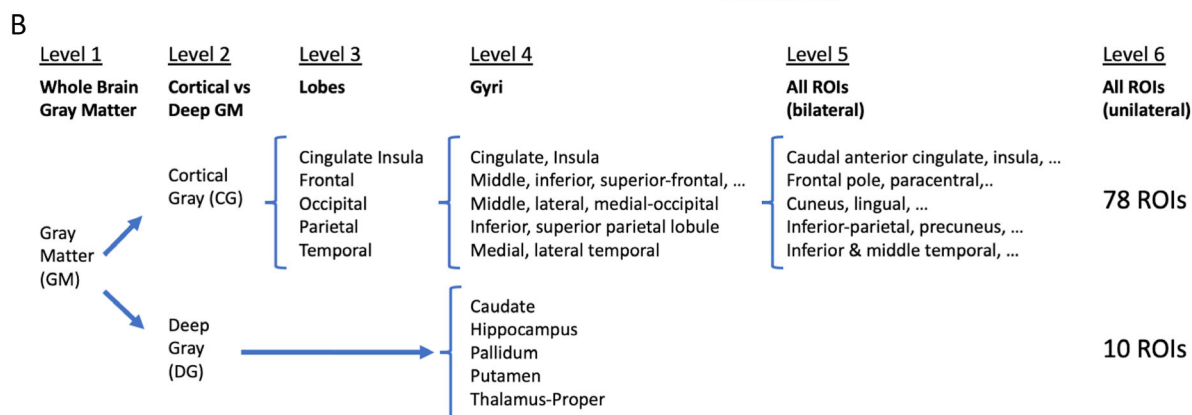 B
Level 1
Whole Brain
Gray Matter
Level 2
Cortical vs
Deep GM
Level 3
Lobes
Level 4
Gyri
Level 5
All ROIs
(bilateral)
Level 6
All ROIs
(unilateral)
Gray
Matter
(GM)
Cortical
Gray (CG)
Cingulate Insula
Frontal
Occipital
Parietal
Temporal
Cingulate, Insula
Middle, inferior, superior-frontal, ...
Middle, lateral, medial-occipital
Inferior, superior parietal lobule
Medial, lateral temporal
Caudal anterior cingulate, insula, ...
Frontal pole, paracentral,..
Cuneus, lingual, ...
Inferior-parietal, precuneus, ...
Inferior & middle temporal, ...
78 ROIs
Deep
Gray
(DG)
Caudate
Hippocampus
Pallidum
Putamen
Thalamus-Proper
10 ROIs